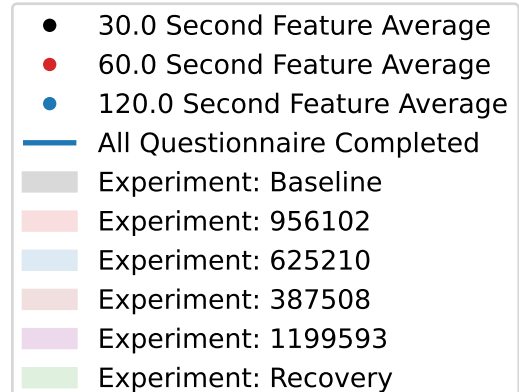 30.0 Second Feature Average
60.0 Second Feature Average
120.0 Second Feature Average
All Questionnaire Completed
Experiment: Baseline
Experiment: 956102
Experiment: 625210
Experiment: 387508
Experiment: 1199593
Experiment: Recovery